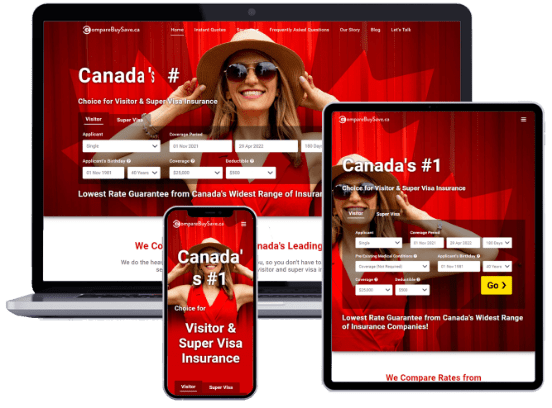 CompareBuySave.ca
Home Instant Quotes Frequently Asked Questions Our Story Blog Let's Talk
Canada's #
Choice for Visitor & Super Visa Insurance
Visitor Super Visa
Applicant Coverage Period
Single 01 Nov 2021 29 Apr 2022 180 Days
Applicant's Birthday Coverage Deductible
01 Nov 1981 40 Years $25,000 $500
Lowest Rate Guarantee from Canada's Widest Range of Insuran
We Co
anada's Leading
We do the hea
s, so you don't have to
se
visitor and super visa in
CompareBuySave.ca
Canada'
s #1
Choice for
Visitor &
Super Visa
Insurance
Visitor Super Visa
CompareBuySave.ca
Canada's #1
Choice for Visitor & Super Visa Insurance
Visitor Super Visa
Applicant Coverage Period
Single 01 Nov 2021 29 Apr 2022 180 Days
Pre Existing Medical Conditions Applicant's Birthday
Coverage Not Required 01 Nov 1981 40 Years
Coverage Deductible
$25,000 $500
Go >
Lowest Rate Guarantee from Canada's Widest Range
of Insurance Companies!
We Compare Rates from